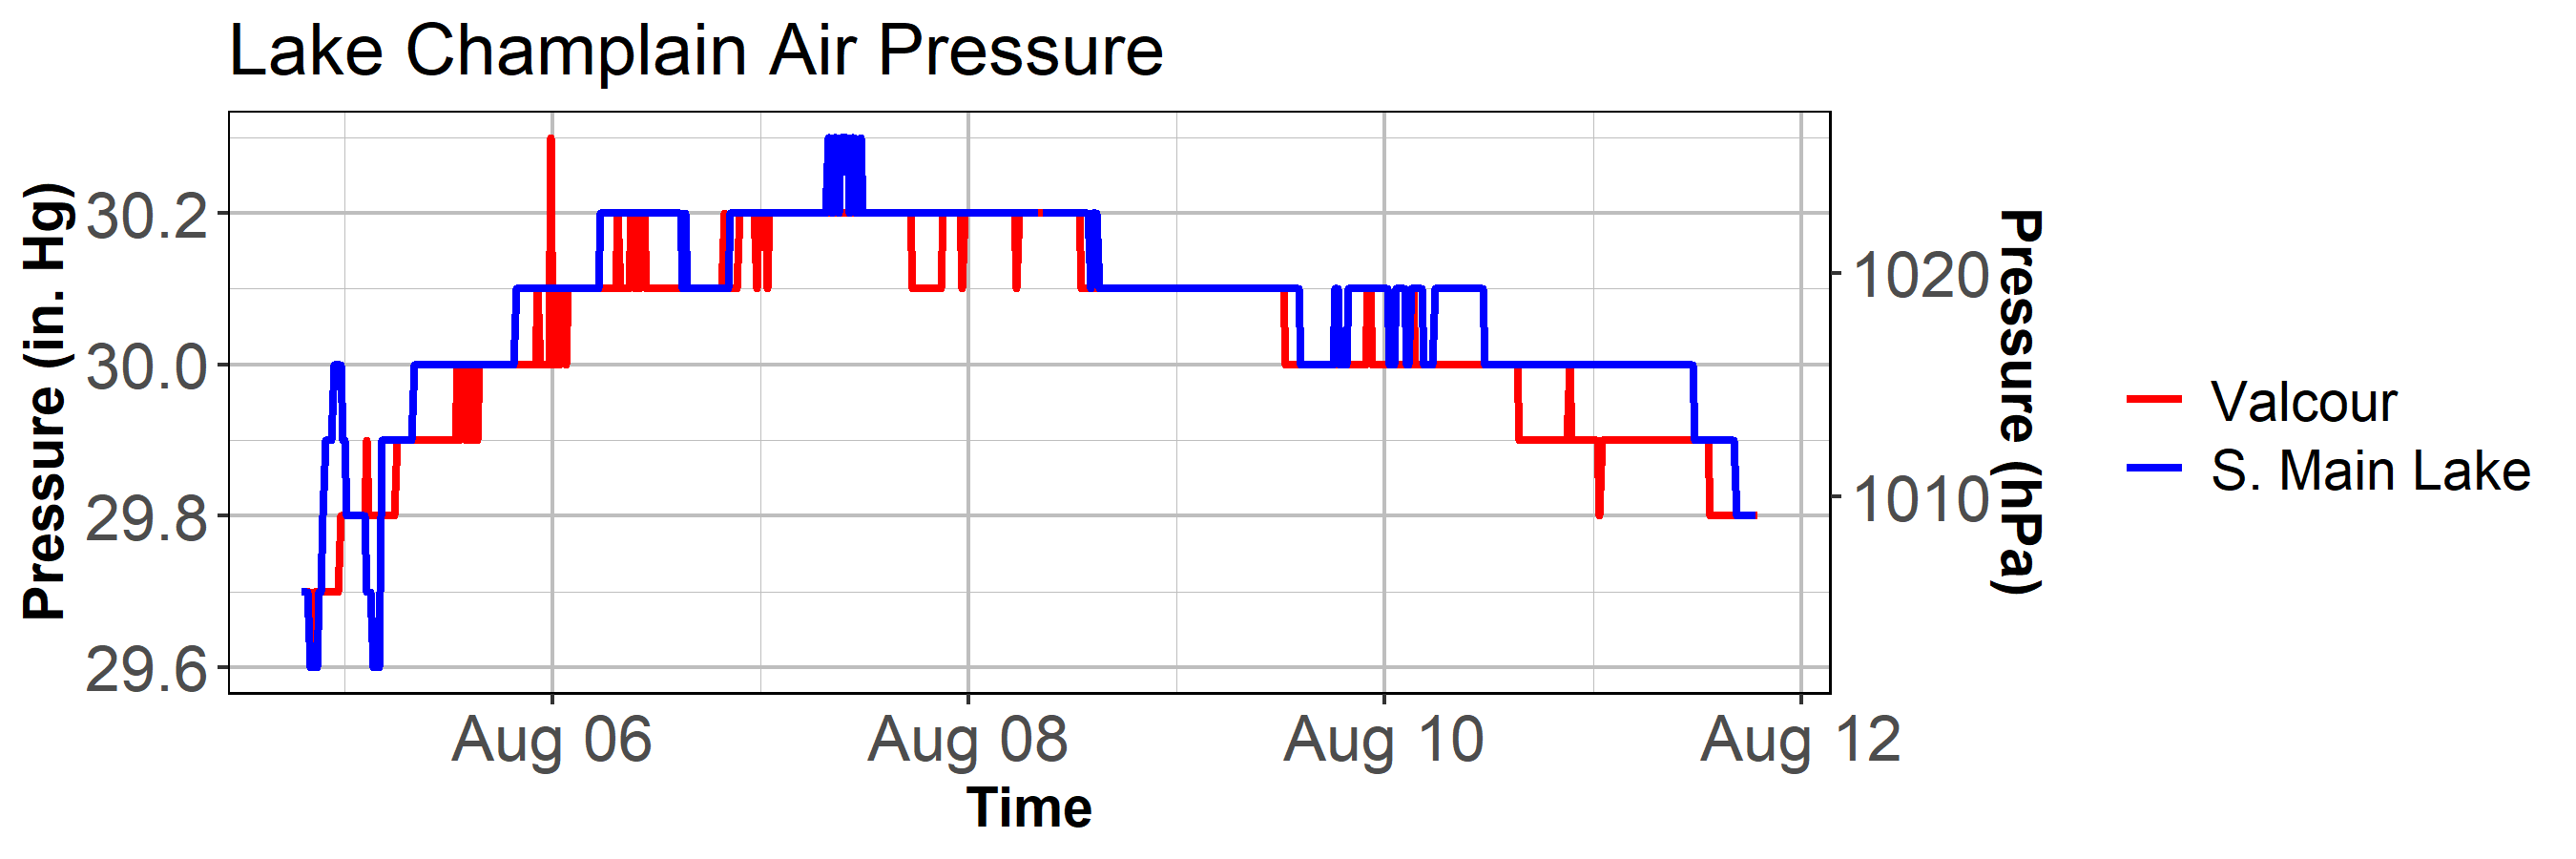 Lake Champlain Air Pressure
Pressure (in. Hg)
30.2
30.0
29.8
29.6
1020
1010
Pressure (hPa)
Valcour
S. Main Lake
Aug 06
Aug 08
Aug 10
Aug 12
Time